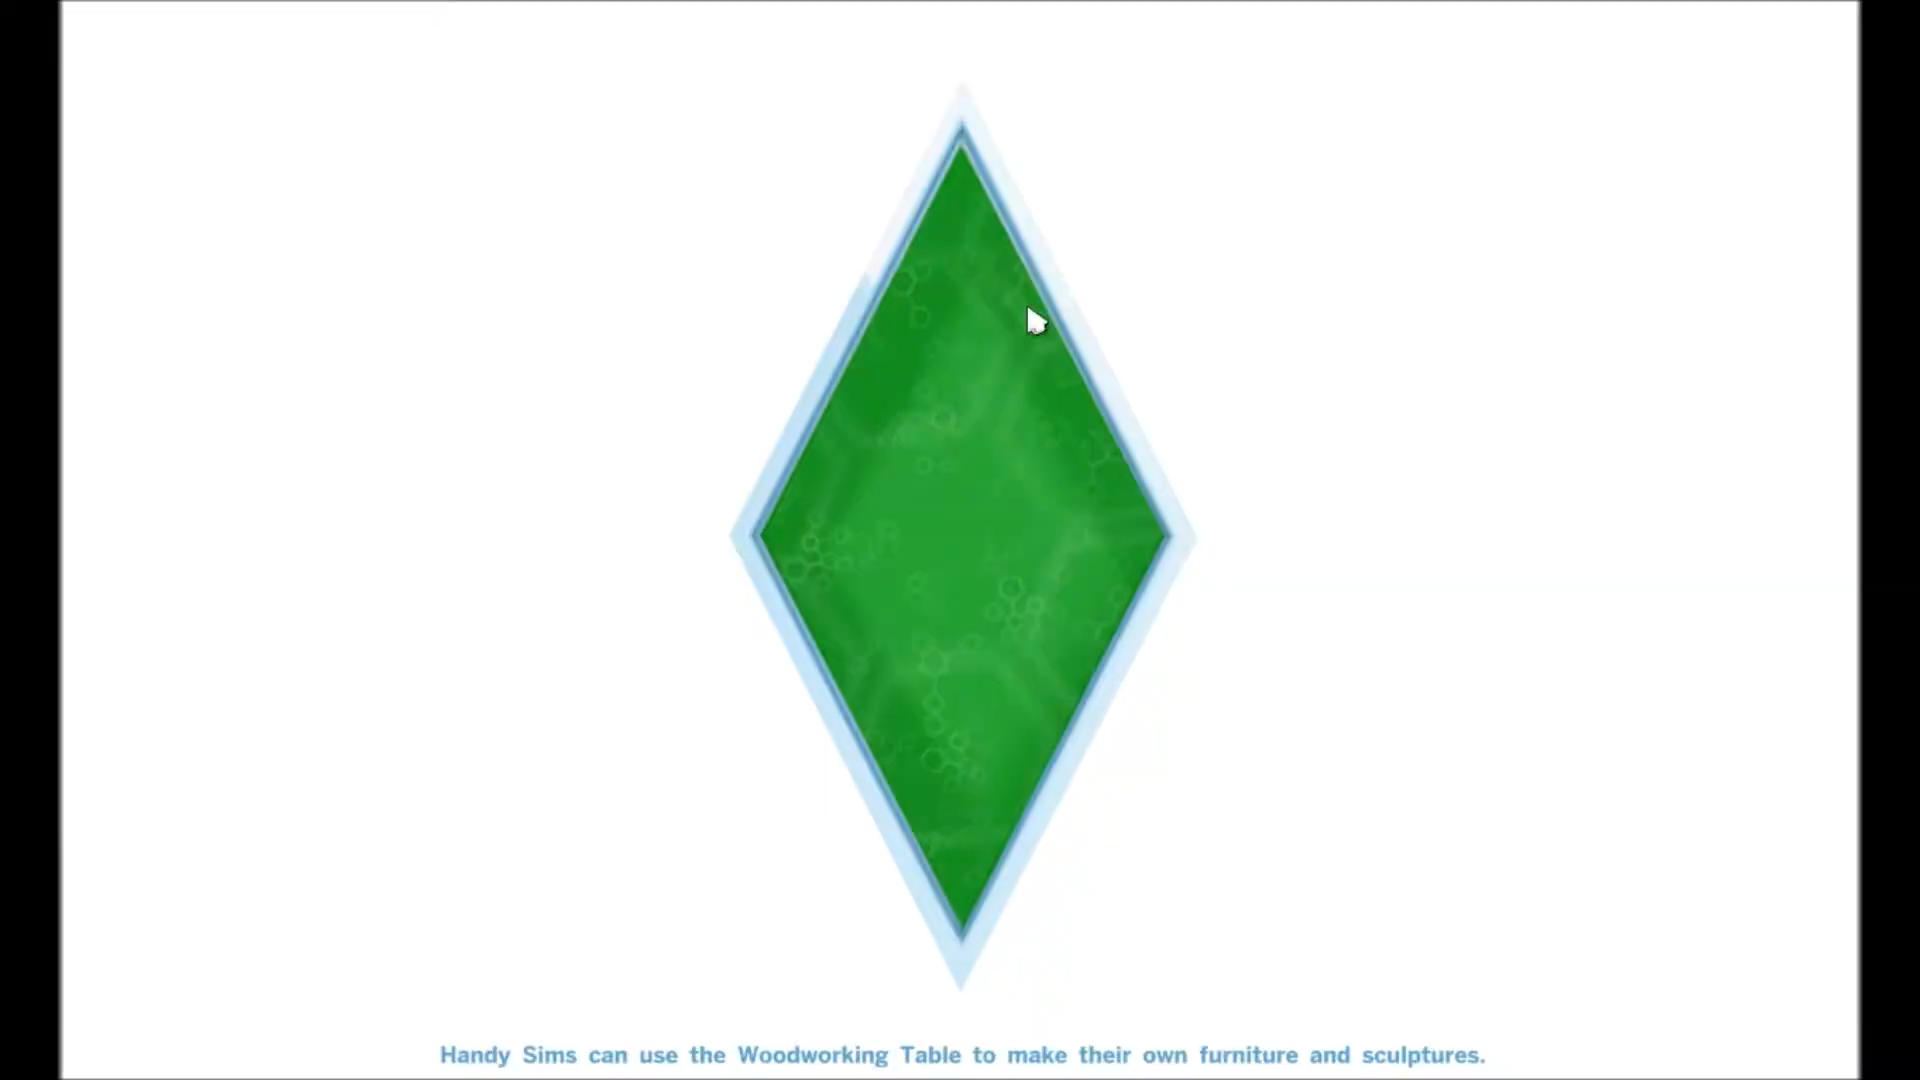 Handy Sims can use the Woodworking Table to make their own furniture and sculptures.